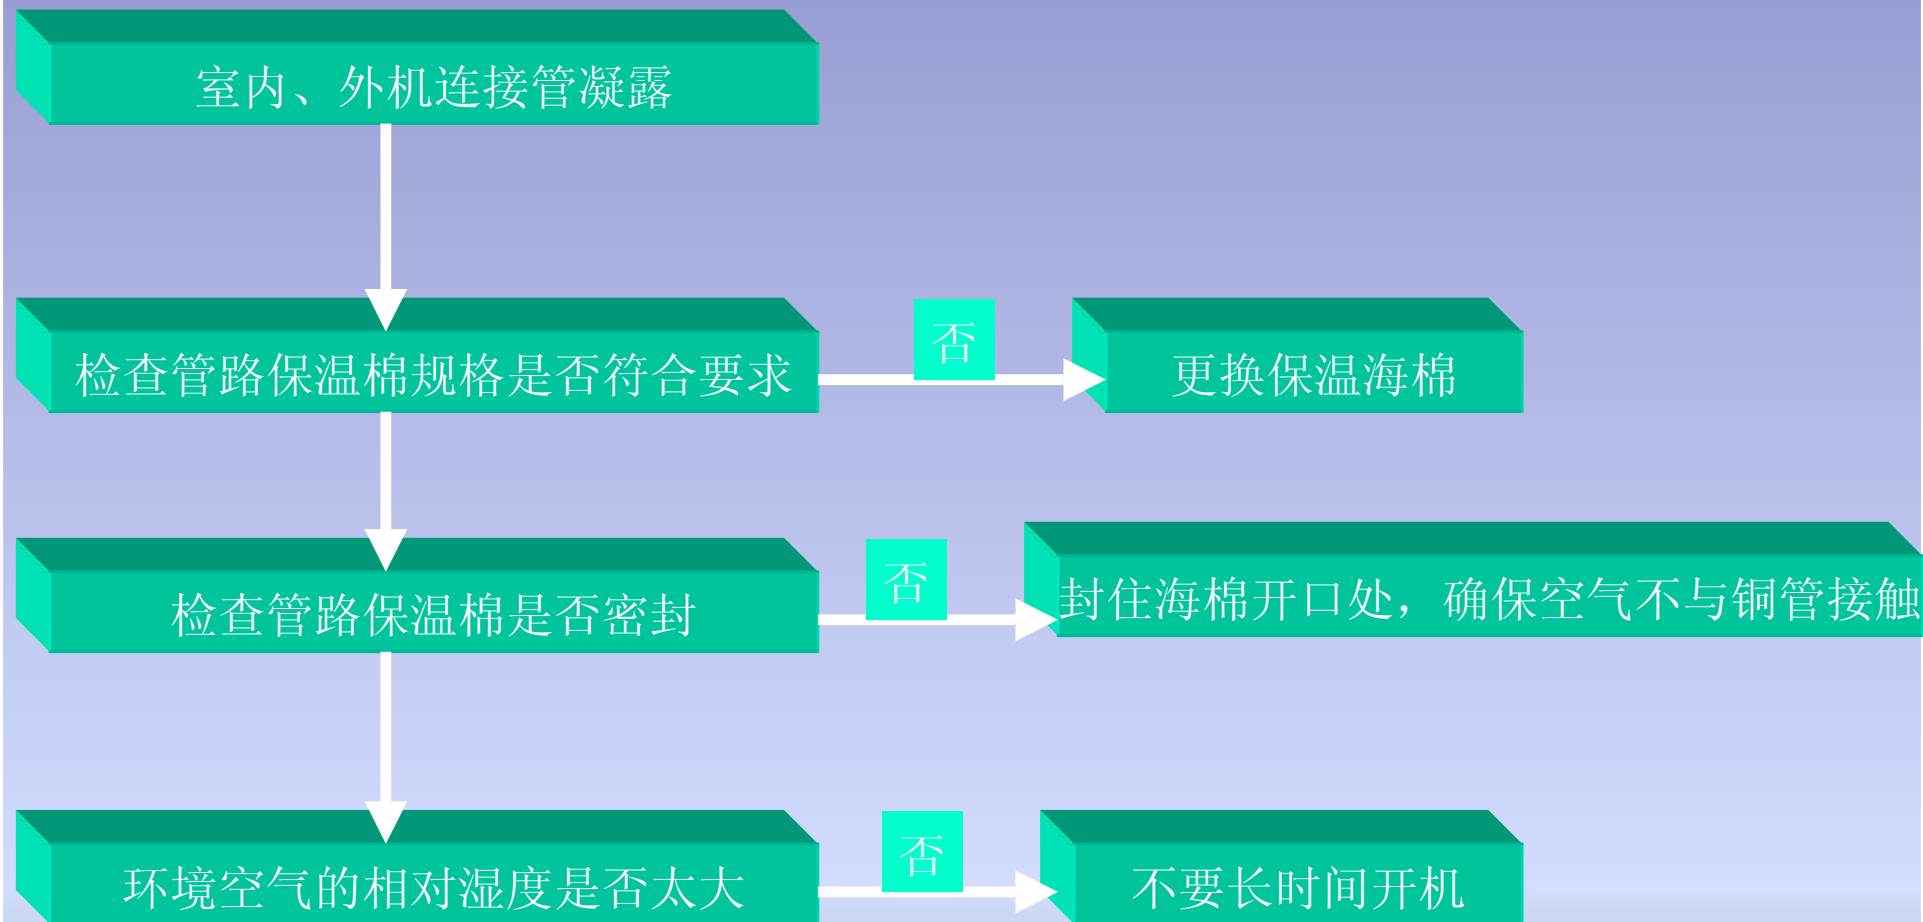 室内、外机连接管凝露
检查管路保温棉规格是否符合要求
否
更换保温海棉
检查管路保温棉是否密封
否
封住海棉开口处，确保空气不与铜管接触
环境空气的相对湿度是否太大
否
不要长时间开机